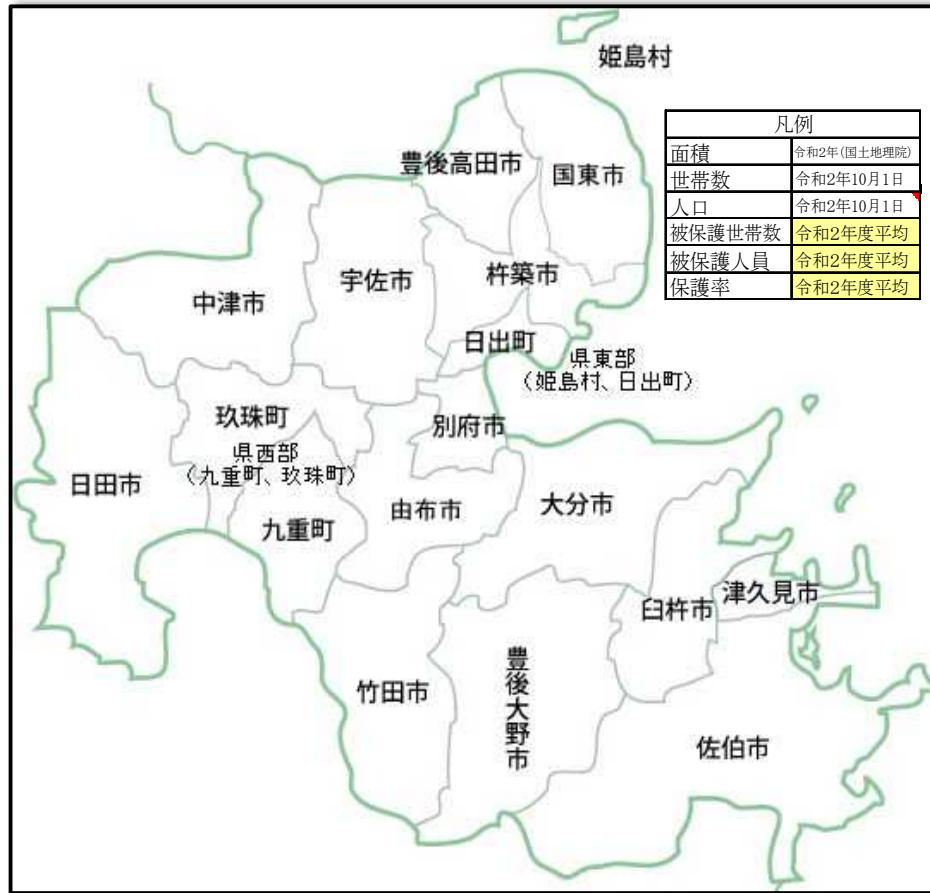 姫島村
凡例
面積 令和2年(国土地理院)
世帯数 令和2年10月1日
人口 令和2年10月1日
被保護世帯数 令和2年度平均
被保護人員 令和2年度平均
保護率 令和2年度平均
豊後高田市
国東市
中津市
宇佐市
杵築市
日出町
県東部
（姫島村、日出町）
玖珠町
別府市
県西部
（九重町、玖珠町）
日田市
九重町
由布市
大分市
津久見市
臼杵市
竹田市
豊後大野市
佐伯市